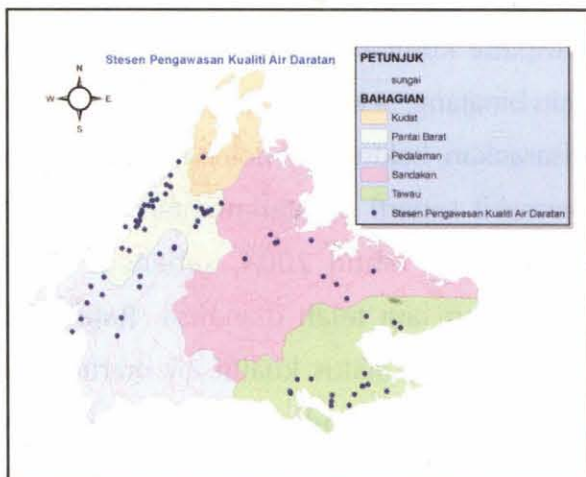 Stesen Pengawasan Kualiti Air Daratan
N
W
E
S
PETUNJUK
sungai
BAHAGIAN
Kudat
Pantai Barat
Pedalaman
Sandakan
Tawau
Stesen Pengawasan Kualiti Air Daratan